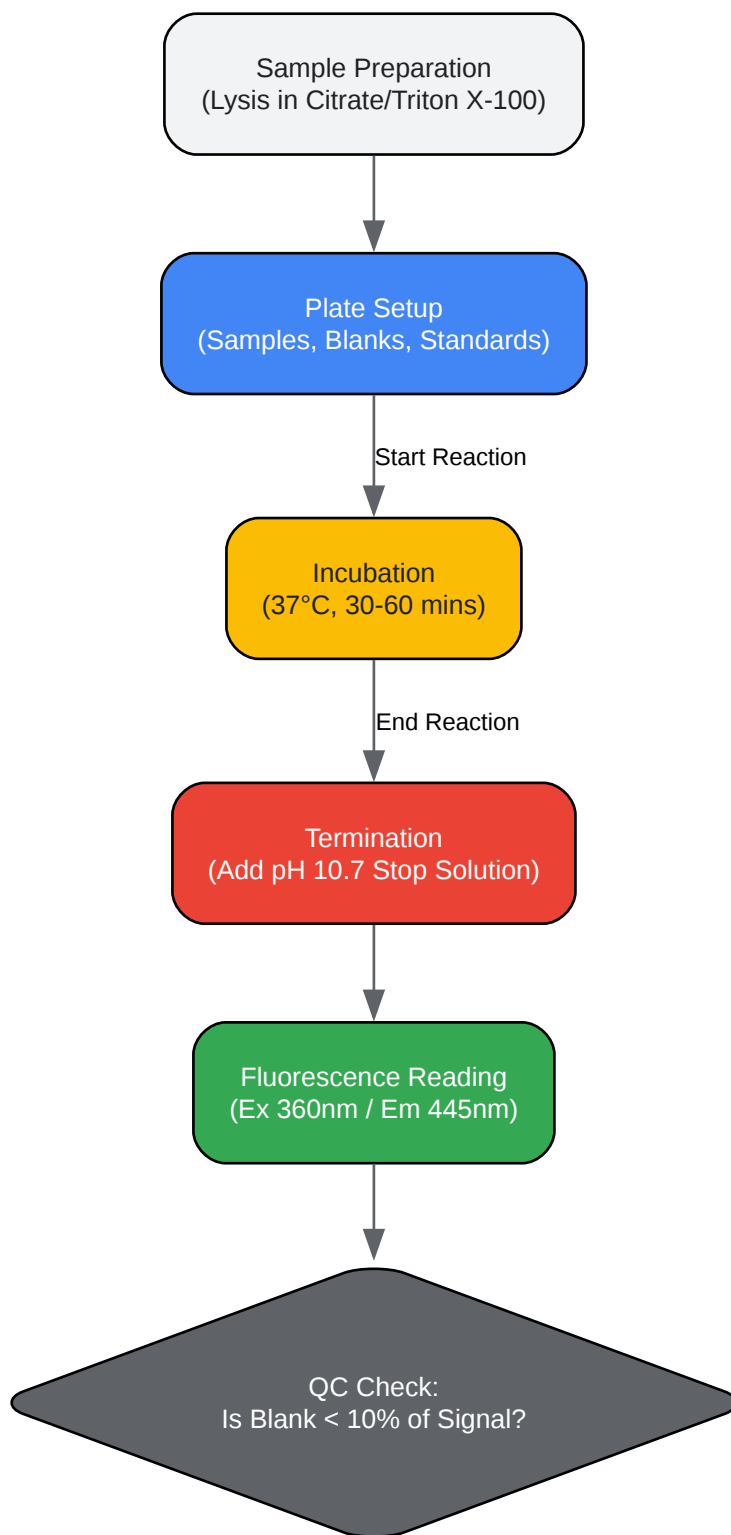 Sample Preparation
(Lysis in Citrate/Triton X-100)
Plate Setup
(Samples, Blanks, Standards)
Start Reaction
Incubation
(37°C, 30-60 mins)
End Reaction
Termination
(Add pH 10.7 Stop Solution)
Fluorescence Reading
(Ex 360nm / Em 445nm)
QC Check:
Is Blank < 10% of Signal?